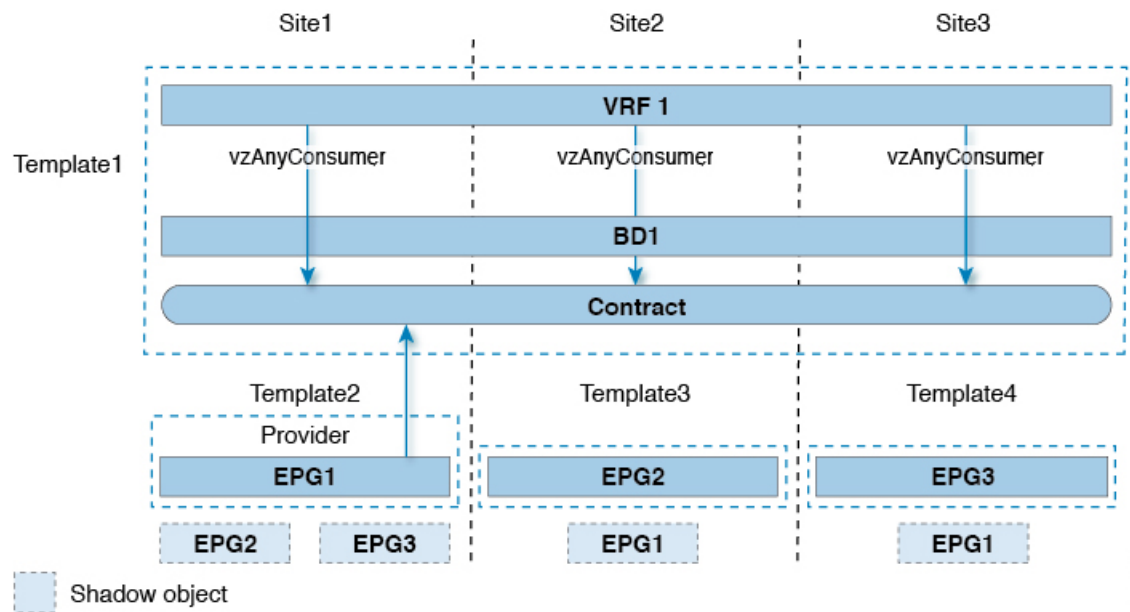 Site1 Site2 Site3
VRF 1
Template1
vzAnyConsumer vzAnyConsumer vzAnyConsumer
BD1
Contract
Template2 Template3 Template4
Provider
EPG1 EPG2 EPG3
EPG2 EPG3 EPG1 EPG1
Shadow object